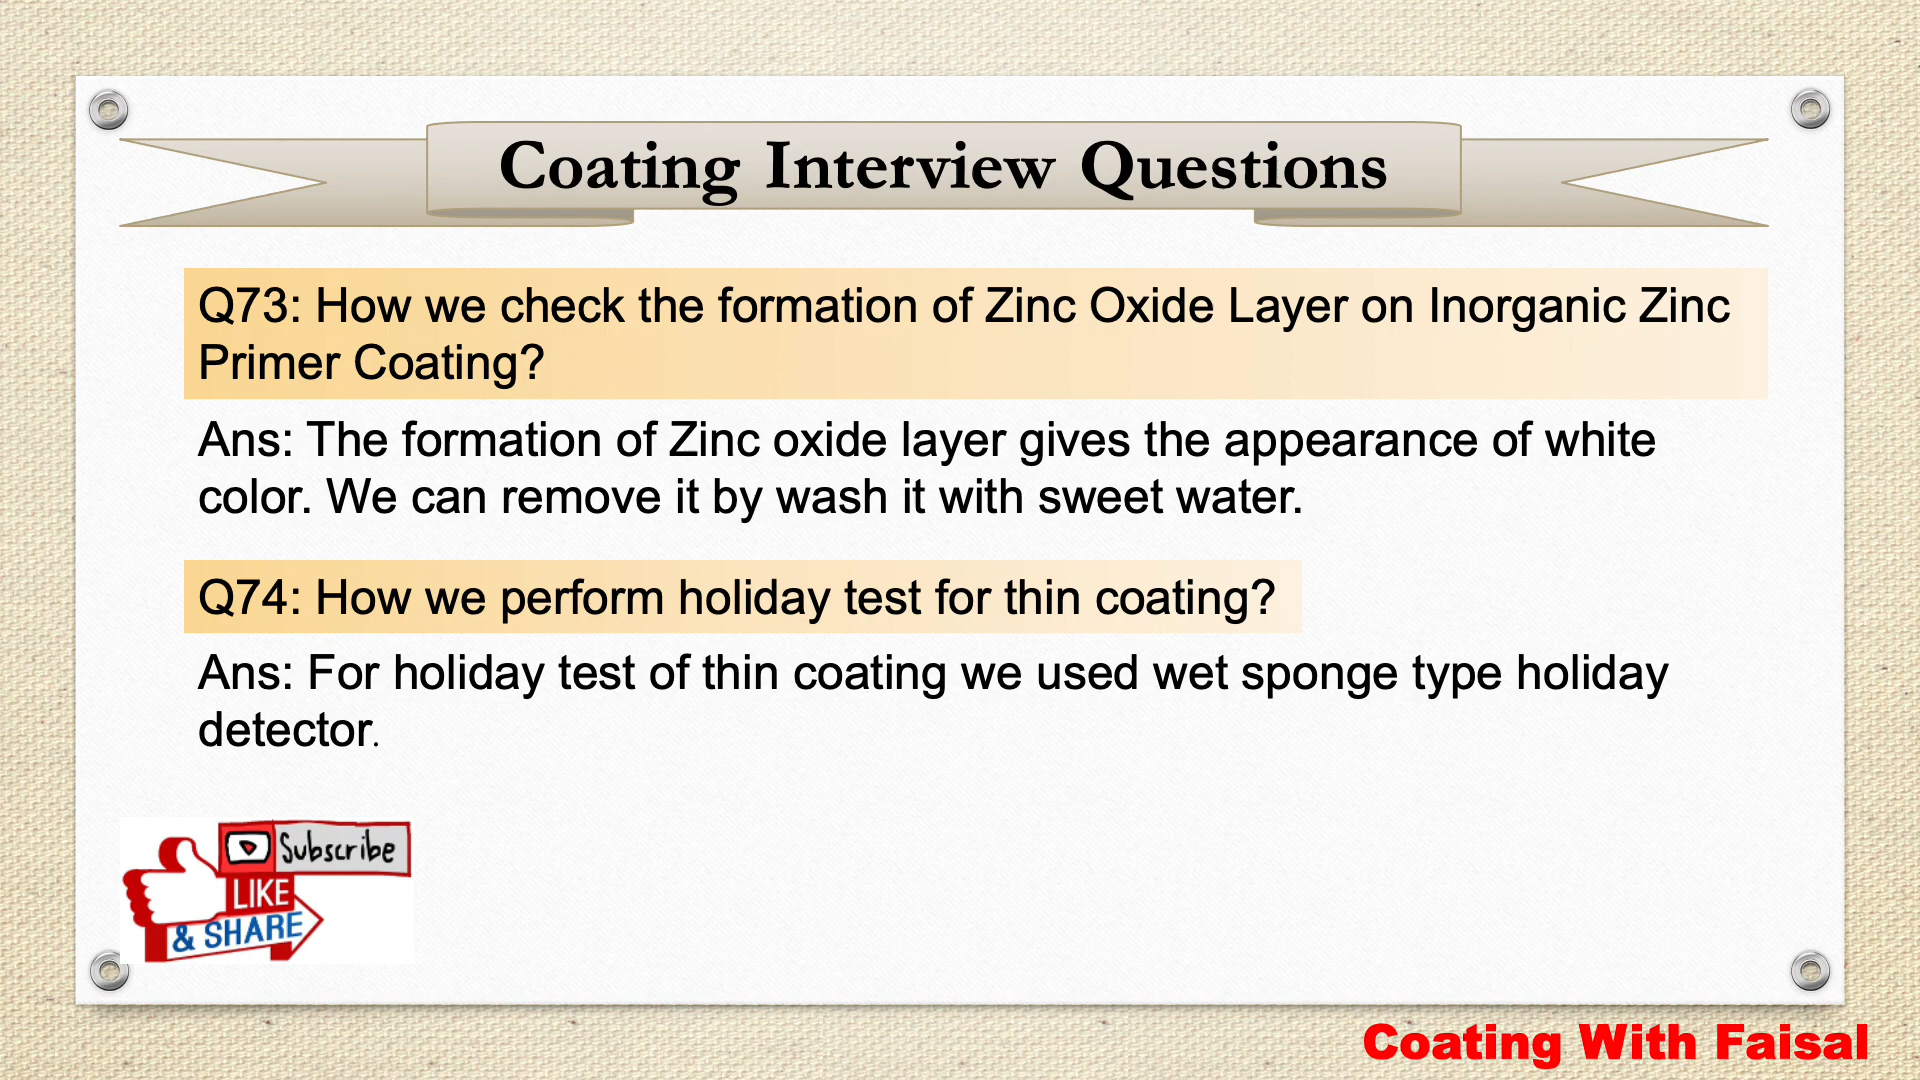 Coating Interview Questions
Q73: How we check the formation of Zinc Oxide Layer on Inorganic Zinc
Primer Coating?
Ans: The formation of Zinc oxide layer gives the appearance of white
color. We can remove it by wash it with sweet water.
Q74: How we perform holiday test for thin coating?
Ans: For holiday test of thin coating we used wet sponge type holiday
detector.
Subscribe
LIKE
& SHARE
Coating With Faisal